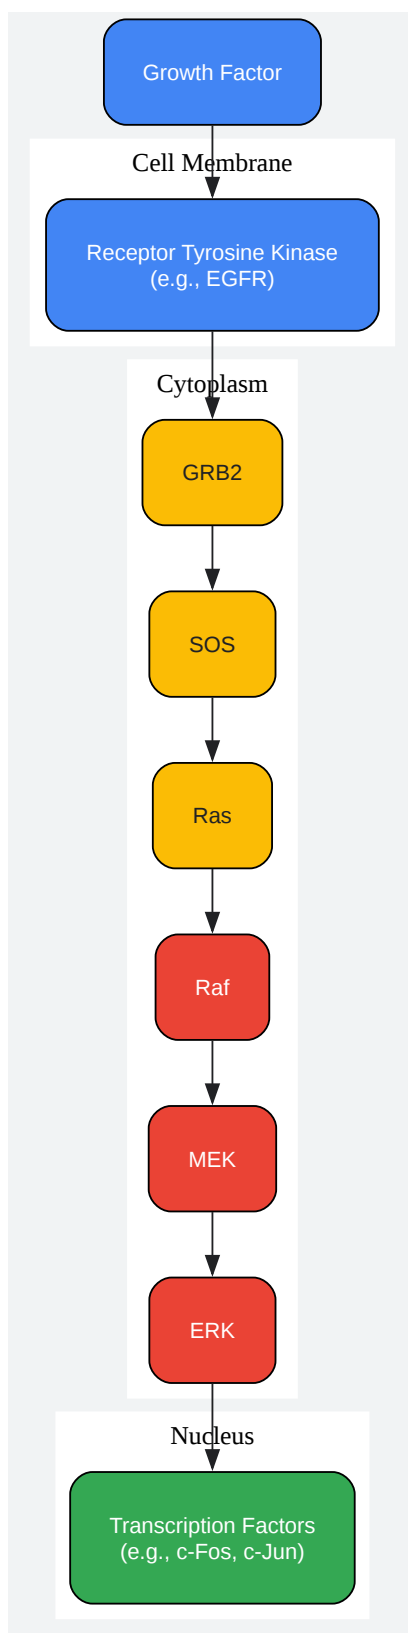 Growth Factor
Cell Membrane
Receptor Tyrosine Kinase
(e.g., EGFR)
Cytoplasm
GRB2
SOS
Ras
Raf
MEK
ERK
Nucleus
Transcription Factors
(e.g., c-Fos, c-Jun)